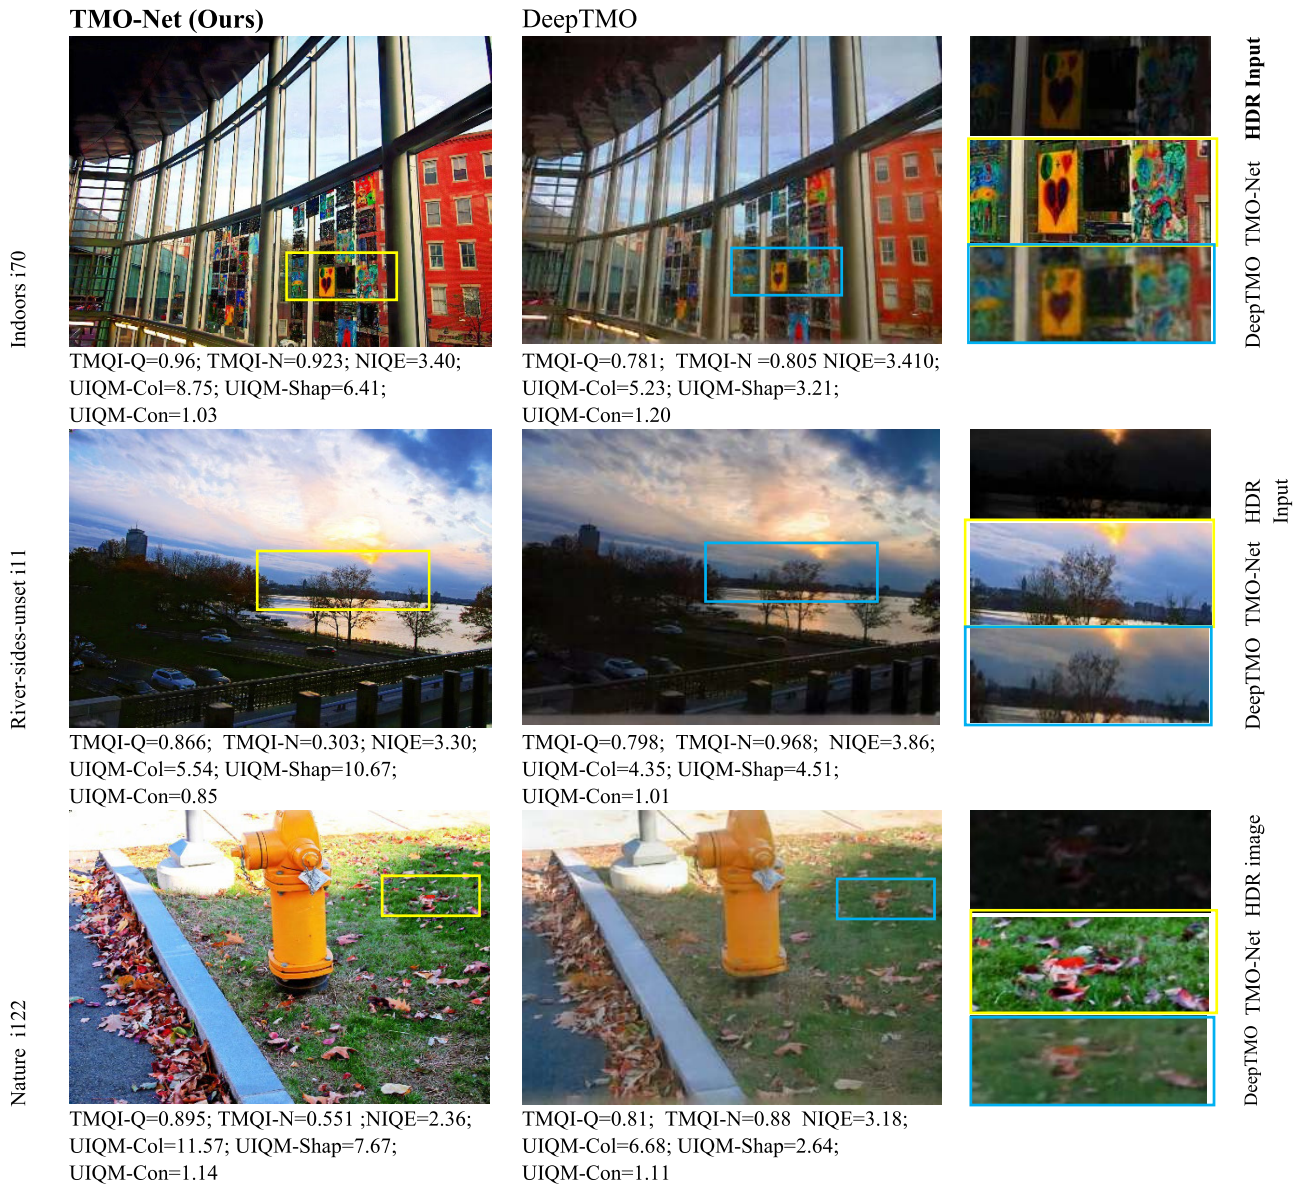 TMO-Net (Ours)
DeepTMO
Indoors i70
HDR Input
TMO-Net
DeepTMO
TMQI-Q=0.96; TMQI-N=0.923; NIQE=3.40;
UIQM-Col=8.75; UIQM-Shap=6.41;
UIQM-Con=1.03
TMQI-Q=0.781; TMQI-N =0.805 NIQE=3.410;
UIQM-Col=5.23; UIQM-Shap=3.21;
UIQM-Con=1.20
River-sides-unset i11
HDR
Input
TMO-Net
DeepTMO
TMQI-Q=0.866; TMQI-N=0.303; NIQE=3.30;
UIQM-Col=5.54; UIQM-Shap=10.67;
UIQM-Con=0.85
TMQI-Q=0.798; TMQI-N=0.968; NIQE=3.86;
UIQM-Col=4.35; UIQM-Shap=4.51;
UIQM-Con=1.01
Nature i122
HDR image
TMO-Net
DeepTMO
TMQI-Q=0.895; TMQI-N=0.551 ;NIQE=2.36;
UIQM-Col=11.57; UIQM-Shap=7.67;
UIQM-Con=1.14
TMQI-Q=0.81; TMQI-N=0.88 NIQE=3.18;
UIQM-Col=6.68; UIQM-Shap=2.64;
UIQM-Con=1.11